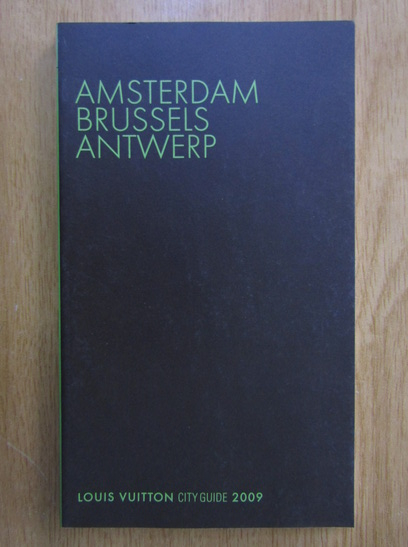 AMSTERDAM
BRUSSELS
ANTWERP
LOUIS VUITTON CITY GUIDE 2009